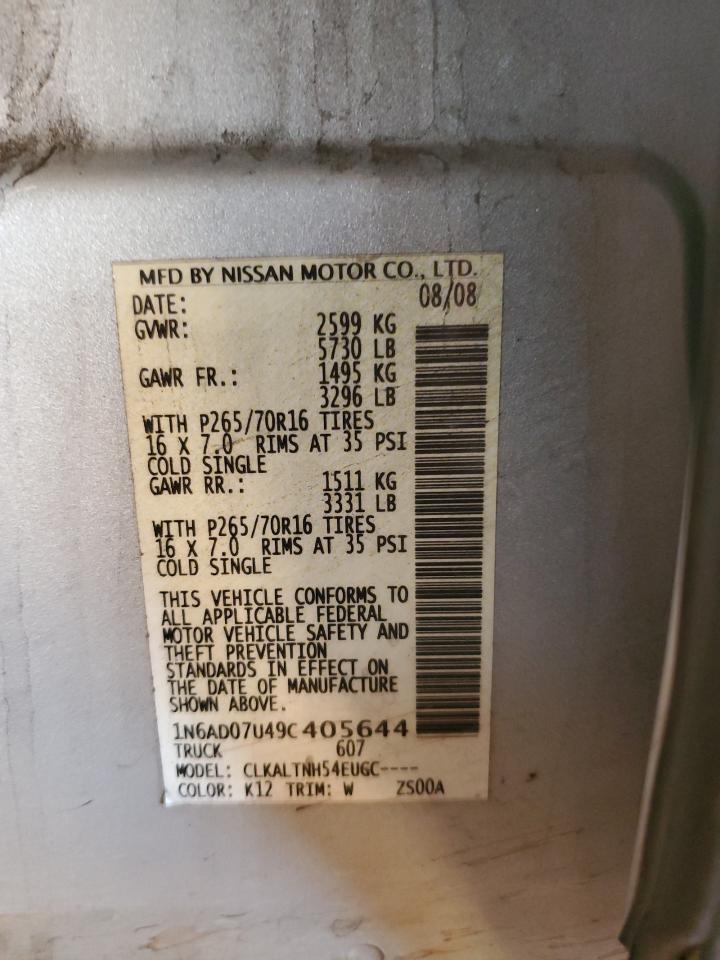 MFD BY NISSAN MOTOR CO., LTD.
DATE: 08/08
GVWR: 2599 KG
5730 LB
GAWR FR.: 1495 KG
3296 LB
WITH P265/70R16 TIRES
16 X 7.0 RIMS AT 35 PSI
COLD SINGLE
GAWR RR.: 1511 KG
3331 LB
WITH P265/70R16 TIRES
16 X 7.0 RIMS AT 35 PSI
COLD SINGLE
THIS VEHICLE CONFORMS TO
ALL APPLICABLE FEDERAL
MOTOR VEHICLE SAFETY AND
THEFT PREVENTION
STANDARDS IN EFFECT ON
THE DATE OF MANUFACTURE
SHOWN ABOVE.
1N6AD07U49C405644
TRUCK 607
MODEL: CLKALTNH54EUGC----
COLOR: K12 TRIM: W ZS00A